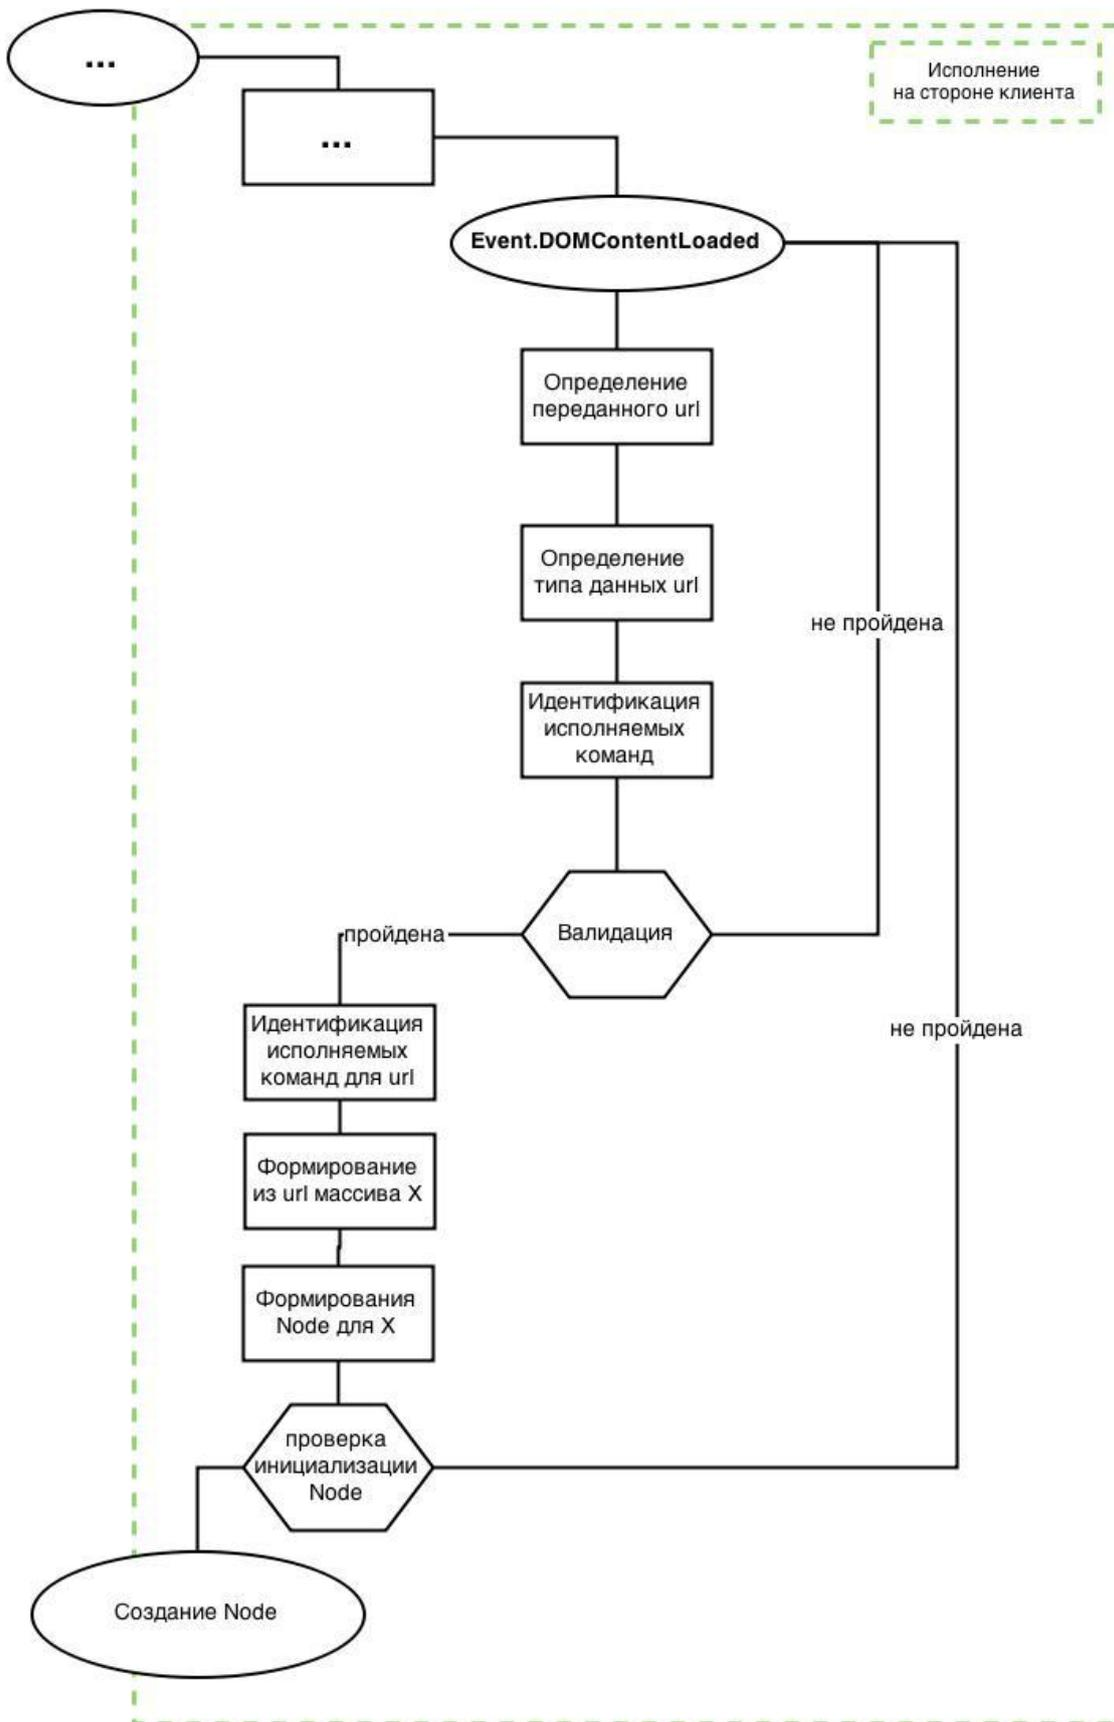 ...
Исполнение
на стороне клиента
...
Event.DOMContentLoaded
Определение
переданного url
Определение
типа данных url
не пройдена
Идентификация
исполняемых
команд
Валидация
пройдена
Идентификация
исполняемых
команд для url
не пройдена
Формирование
из url массива X
Формирования
Node для X
проверка
инициализации
Node
Создание Node